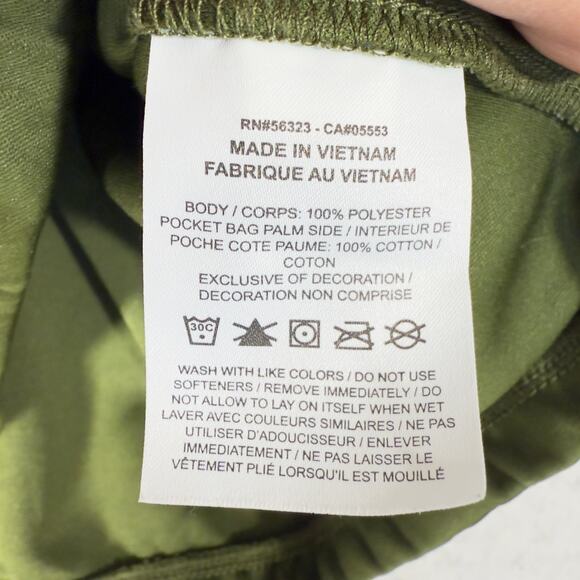 RN#56323 - CA#05553
MADE IN VIETNAM
FABRIQUE AU VIETNAM
BODY / CORPS: 100% POLYESTER
POCKET BAG PALM SIDE / INTERIEUR DE
POCHE COTE PAUME: 100% COTTON /
COTON
EXCLUSIVE OF DECORATION /
DECORATION NON COMPRISE
30C
WASH WITH LIKE COLORS / DO NOT USE
SOFTENERS / REMOVE IMMEDIATELY / DO
NOT ALLOW TO LAY ON ITSELF WHEN WET
LAVER AVEC COULEURS SIMILAIRES / NE PAS
UTILISER D'ADOUCISSEUR / ENLEVER
IMMEDIATEMENT / NE PAS LAISSER LE
VÊTEMENT PLIÉ LORSQU'IL EST MOUILLÉ